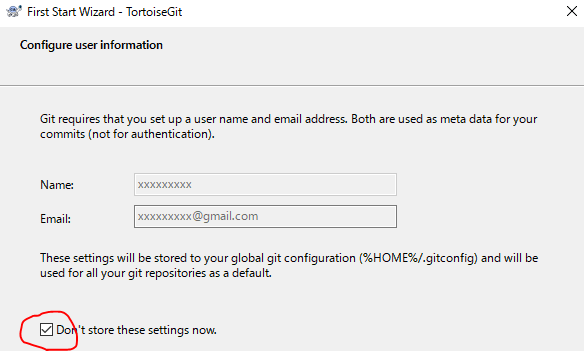 First Start Wizard - TortoiseGit
Configure user information
Git requires that you set up a user name and email address. Both are used as meta data for your
commits (not for authentication).
Name: xxxxxxxxx
Email: xxxxxxxxx@gmail.com
These settings will be stored to your global git configuration (%HOME%/.gitconfig) and will be
used for all your git repositories as a default.
Don't store these settings now.